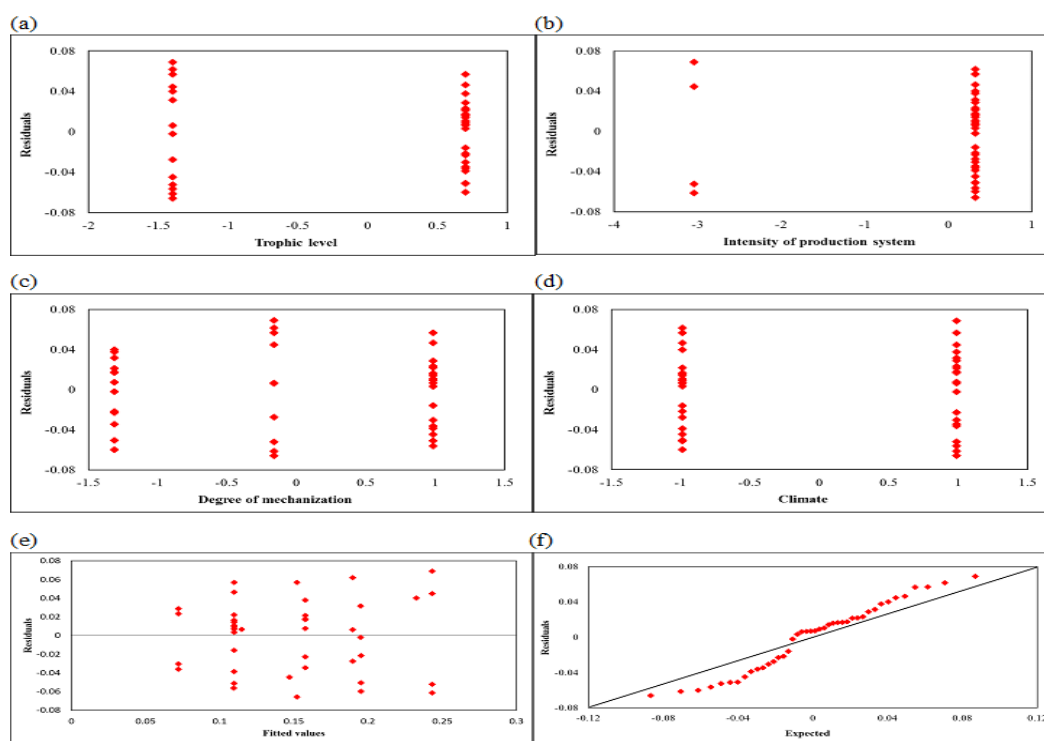 (a)
0.08
0.04
0
-0.04
-0.08
Residuals
-2 -1.5 -1 -0.5 0 0.5 1
Trophic level
(b)
0.08
0.04
0
-0.04
-0.08
Residuals
-4 -3 -2 -1 0 1
Intensity of production system
(c)
0.08
0.04
0
-0.04
-0.08
Residuals
-1.5 -1 -0.5 0 0.5 1 1.5
Degree of mechanization
(d)
0.08
0.04
0
-0.04
-0.08
Residuals
-1.5 -1 -0.5 0 0.5 1 1.5
Climate
(e)
0.08
0.06
0.04
0.02
0
-0.02
-0.04
-0.06
-0.08
Residuals
0 0.05 0.1 0.15 0.2 0.25 0.3
Fitted values
(f)
0.08
0.04
0
-0.04
-0.08
Residuals
-0.12 -0.08 -0.04 0 0.04 0.08 0.12
Expected